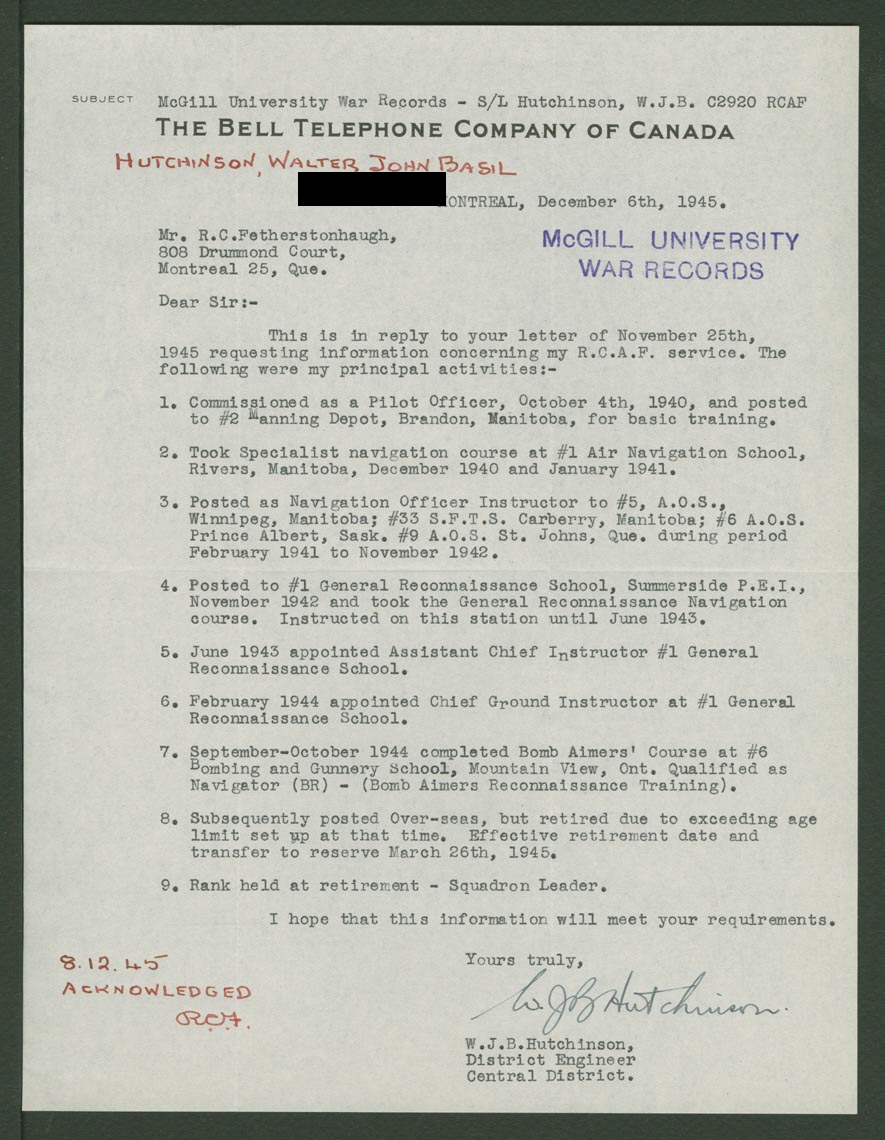 SUBJECT McGill University War Records - S/L Hutchinson, W.J.B. C2920 RCAF
THE BELL TELEPHONE COMPANY OF CANADA
HUTCHINSON, WALTER JOHN BASIL
ONTREAL, December 6th, 1945.
Mr. R.C.Fetherstonhaugh,
808 Drummond Court,
Montreal 25, Que.
McGILL UNIVERSITY
WAR RECORDS
Dear Sir:-
This is in reply to your letter of November 25th,
1945 requesting information concerning my R.C.A.F. service. The
following were my principal activities:-
1. Commissioned as a Pilot Officer, October 4th, 1940, and posted
to #2 Manning Depot, Brandon, Manitoba, for basic training.
2. Took Specialist navigation course at #1 Air Navigation School,
Rivers, Manitoba, December 1940 and January 1941.
3. Posted as Navigation Officer Instructor to #5, A.O.S.,
Winnipeg, Manitoba; #33 S.F.T.S. Carberry, Manitoba; #6 A.O.S.
Prince Albert, Sask. #9 A.O.S. St. Johns, Que. during period
February 1941 to November 1942.
4. Posted to #1 General Reconnaissance School, Summerside P.E.I.,
November 1942 and took the General Reconnaissance Navigation
course. Instructed on this station until June 1943.
5. June 1943 appointed Assistant Chief Instructor #1 General
Reconnaissance School.
6. February 1944 appointed Chief Ground Instructor at #1 General
Reconnaissance School.
7. September-October 1944 completed Bomb Aimers' Course at #6
Bombing and Gunnery School, Mountain View, Ont. Qualified as
Navigator (BR) - (Bomb Aimers Reconnaissance Training).
8. Subsequently posted Over-seas, but retired due to exceeding age
limit set up at that time. Effective retirement date and
transfer to reserve March 26th, 1945.
9. Rank held at retirement - Squadron Leader.
I hope that this information will meet your requirements.
Yours truly,
W.J.B Hutchinson.
W.J.B.Hutchinson,
District Engineer
Central District.
8.12.45
ACKNOWLEDGED
RCF.